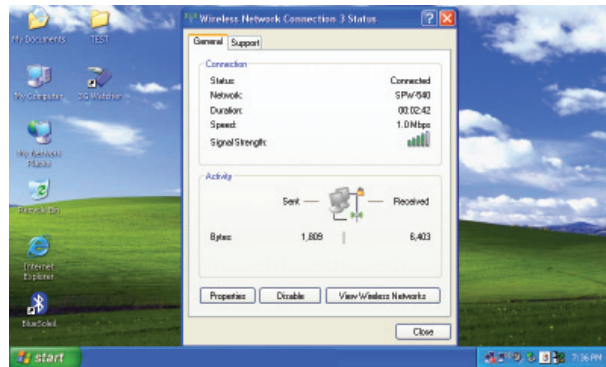 My Documents
TEST
My Computer
3G Watcher
My Network
Places
Recycle Bin
Internet
Explorer
BlueSoleil
Wireless Network Connection 3 Status
General
Support
Connection
Status:
Connected
Network:
SPW-540
Duration:
00:02:42
Speed:
1.0 Mbps
Signal Strength:
Activity
Sent
Received
Bytes:
1,809
6,403
Properties
Disable
View Wireless Networks
Close
start
7:36 PM